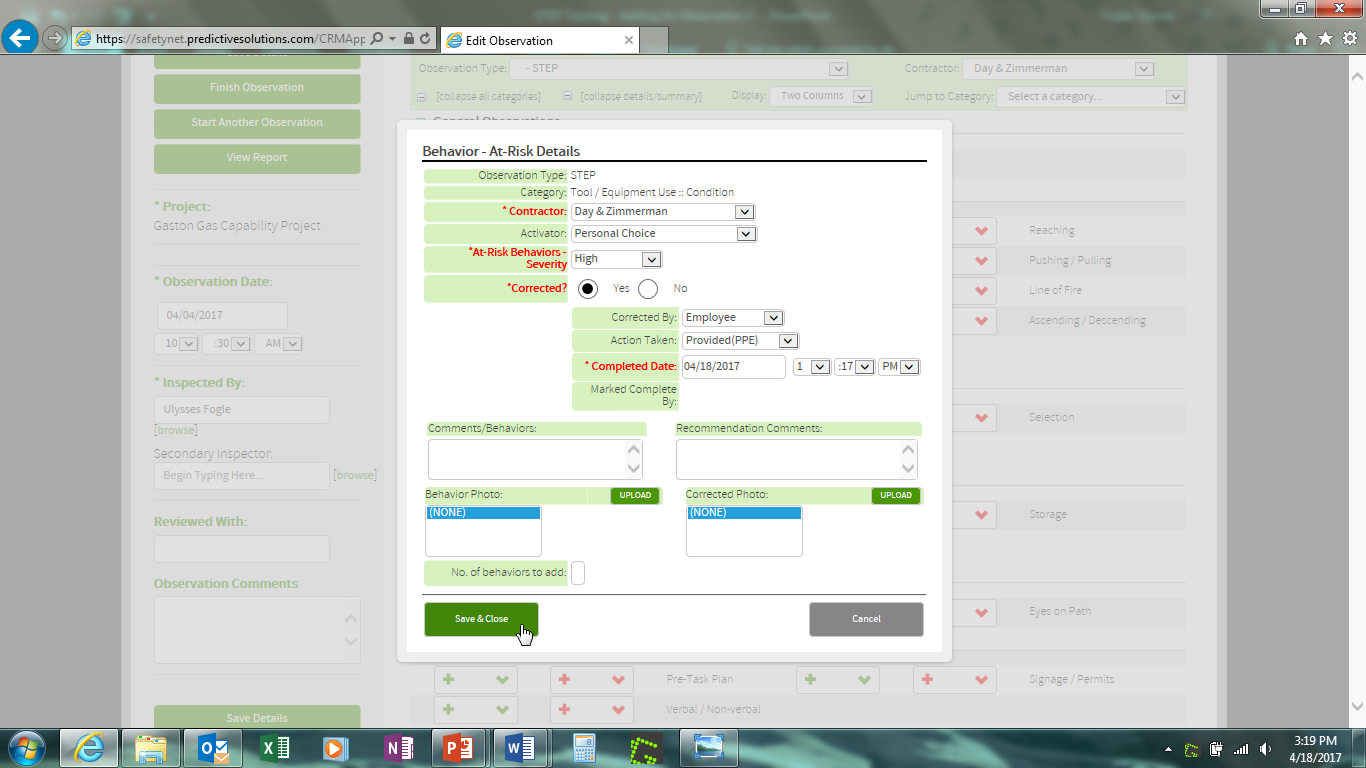 https://safetynet.predictivesolutions.com/CRMApp
Edit Observation
Observation Type: - STEP Contractor: Day & Zimmerman
[collapse all categories] [collapse details/summary] Display: Two Columns Jump to Category: Select a category...
Finish Observation
Start Another Observation
View Report
* Project:
Gaston Gas Capability Project
* Observation Date:
04/04/2017
10 :30 AM
* Inspected By:
Ulysses Fogle
[browse]
Secondary Inspector:
Begin Typing Here... [browse]
Reviewed With:
Observation Comments
Save Details
General Observations
Behavior - At-Risk Details
Observation Type: STEP
Category: Tool / Equipment Use :: Condition
* Contractor: Day & Zimmerman
Activator: Personal Choice
*At-Risk Behaviors -
Severity High
*Corrected? Yes No
Corrected By: Employee
Action Taken: Provided(PPE)
* Completed Date: 04/18/2017 1 :17 PM
Marked Complete
By:
Comments/Behaviors: Recommendation Comments:
Behavior Photo: UPLOAD Corrected Photo: UPLOAD
(NONE) (NONE)
No. of behaviors to add:
Save & Close Cancel
Reaching
Pushing / Pulling
Line of Fire
Ascending / Descending
Selection
Storage
Eyes on Path
Pre-Task Plan Signage / Permits
Verbal / Non-verbal
3:19 PM
4/18/2017